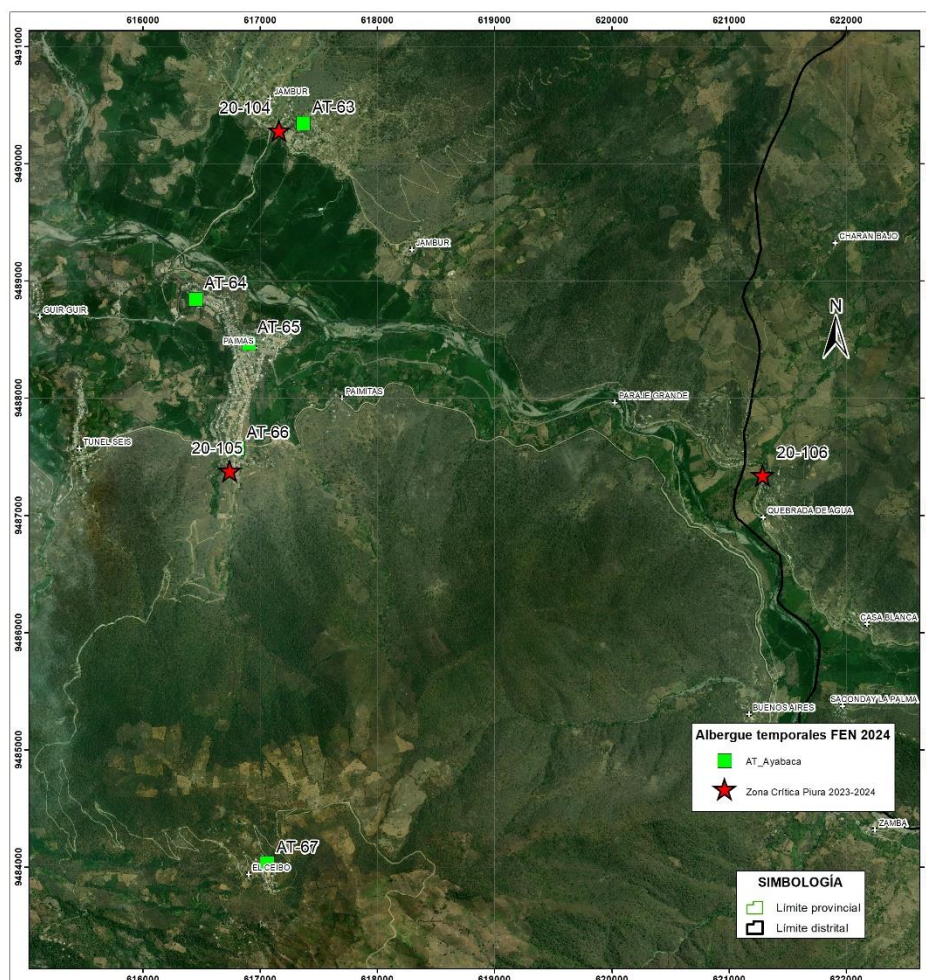 616000 617000 618000 619000 620000 621000 622000
9491000
JAMBUR
20-104
AT-63
9490000
JAMBUR
CHARAN BAJO
9489000
AT-64
N
GUIR GUIR
AT-65
PAIMAS
9488000
PAIMITAS
PARAJE GRANDE
AT-66
TUNEL SEIS
20-105
20-106
9487000
QUEBRADA DE AGUA
9486000
CASA BLANCA
SACONDAY LA PALMA
BUENOS AIRES
9485000
Albergue temporales FEN 2024
AT_Ayabaca
Zona Crítica Piura 2023-2024
ZAMBA
AT-67
9484000
EL CEIBO
SIMBOLOGÍA
Límite provincial
Límite distrital
616000 617000 618000 619000 620000 621000 622000